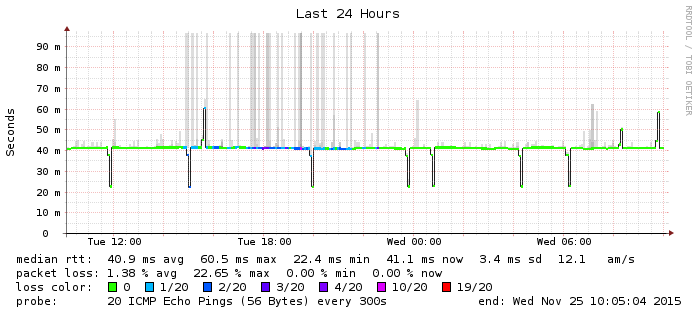 Last 24 Hours
RRDTOOL / TOBI OETIKER
Seconds
90 m
80 m
70 m
60 m
50 m
40 m
30 m
20 m
10 m
0
Tue 12:00 Tue 18:00 Wed 00:00 Wed 06:00
median rtt: 40.9 ms avg 60.5 ms max 22.4 ms min 41.1 ms now 3.4 ms sd 12.1 am/s
packet loss: 1.38 % avg 22.65 % max 0.00 % min 0.00 % now
loss color: 0 1/20 2/20 3/20 4/20 10/20 19/20
probe: 20 ICMP Echo Pings (56 Bytes) every 300s end: Wed Nov 25 10:05:04 2015